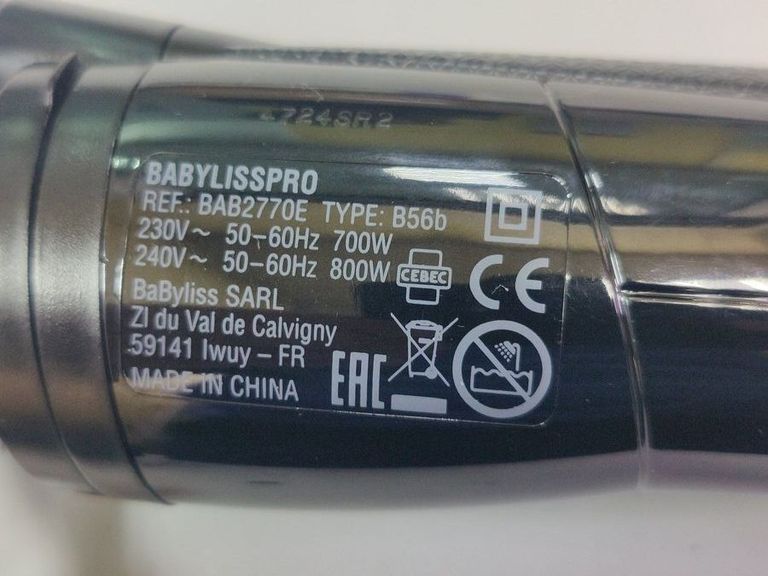 4724SR2
BABYLISSPRO
REF.: BAB2770E TYPE: B56b
230V~ 50-60Hz 700W
240V~ 50-60Hz 800W
CEBEC
CE
BaByliss SARL
ZI du Val de Calvigny
59141 Iwuy – FR
MADE IN CHINA
EAC